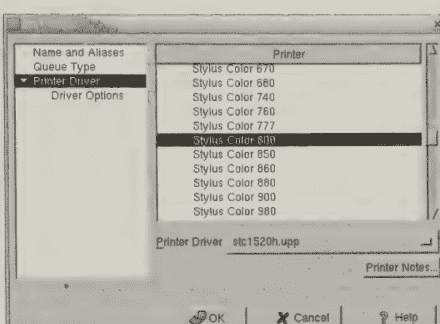 Name and Aliases
Queue Type
Printer Driver
Driver Options
Printer
Stylus Color 670
Stylus Color 680
Stylus Color 740
Stylus Color 760
Stylus Color 777
Stylus Color 800
Stylus Color 850
Stylus Color 860
Stylus Color 880
Stylus Color 900
Stylus Color 980
Printer Driver stc1520h.upp
Printer Notes...
OK Cancel Help